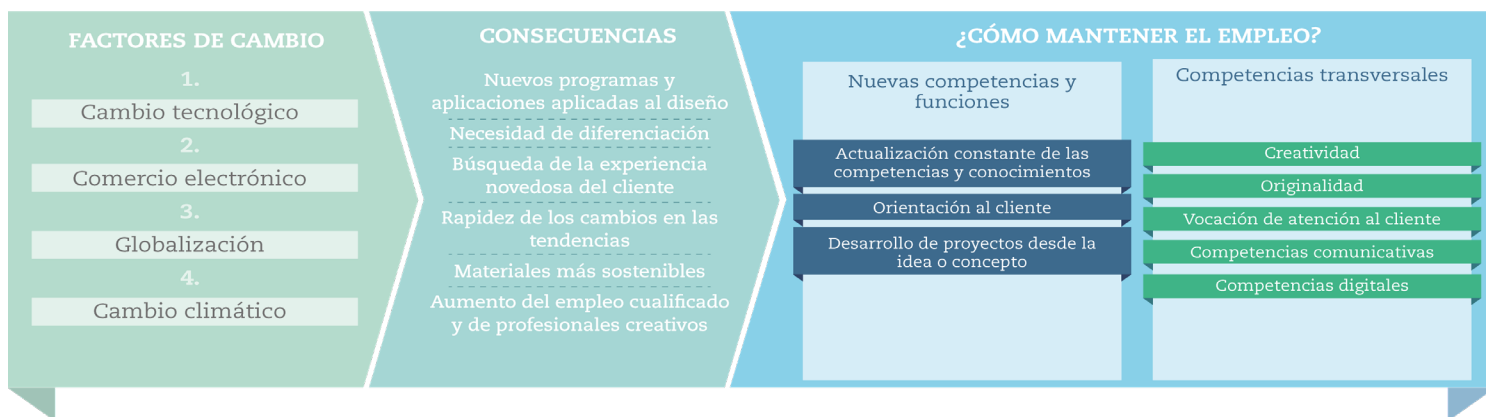 FACTORES DE CAMBIO
1.
Cambio tecnológico
2.
Comercio electrónico
3.
Globalización
4.
Cambio climático
CONSECUENCIAS
Nuevos programas y
aplicaciones aplicadas al diseño
Necesidad de diferenciación
Búsqueda de la experiencia
novedosa del cliente
Rapidez de los cambios en las
tendencias
Materiales más sostenibles
Aumento del empleo cualificado
y de profesionales creativos
¿CÓMO MANTENER EL EMPLEO?
Nuevas competencias y
funciones
Actualización constante de las
competencias y conocimientos
Orientación al cliente
Desarrollo de proyectos desde la
idea o concepto
Competencias transversales
Creatividad
Originalidad
Vocación de atención al cliente
Competencias comunicativas
Competencias digitales